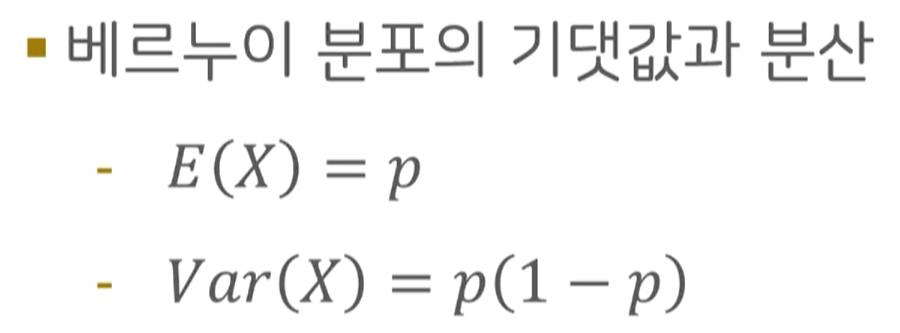 ▪ 베르누이 분포의 기댓값과 분산
- E(X) = p
- Var(X) = p(1 − p)